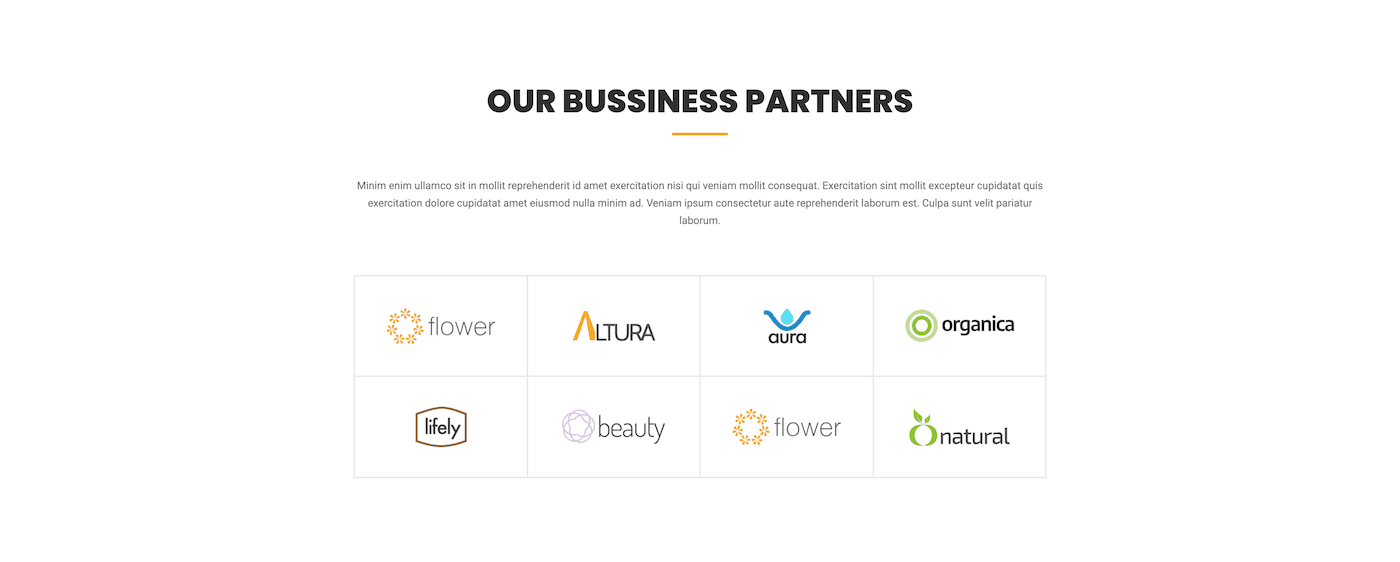 OUR BUSSINESS PARTNERS
Minim enim ullamco sit in mollit reprehenderit id amet exercitation nisi qui veniam mollit consequat. Exercitation sint mollit excepteur cupidatat quis
exercitation dolore cupidatat amet eiusmod nulla minim ad. Veniam ipsum consectetur aute reprehenderit laborum est. Culpa sunt velit pariatur
laborum.
flower
ALTURA
aura
organica
lifely
beauty
flower
natural